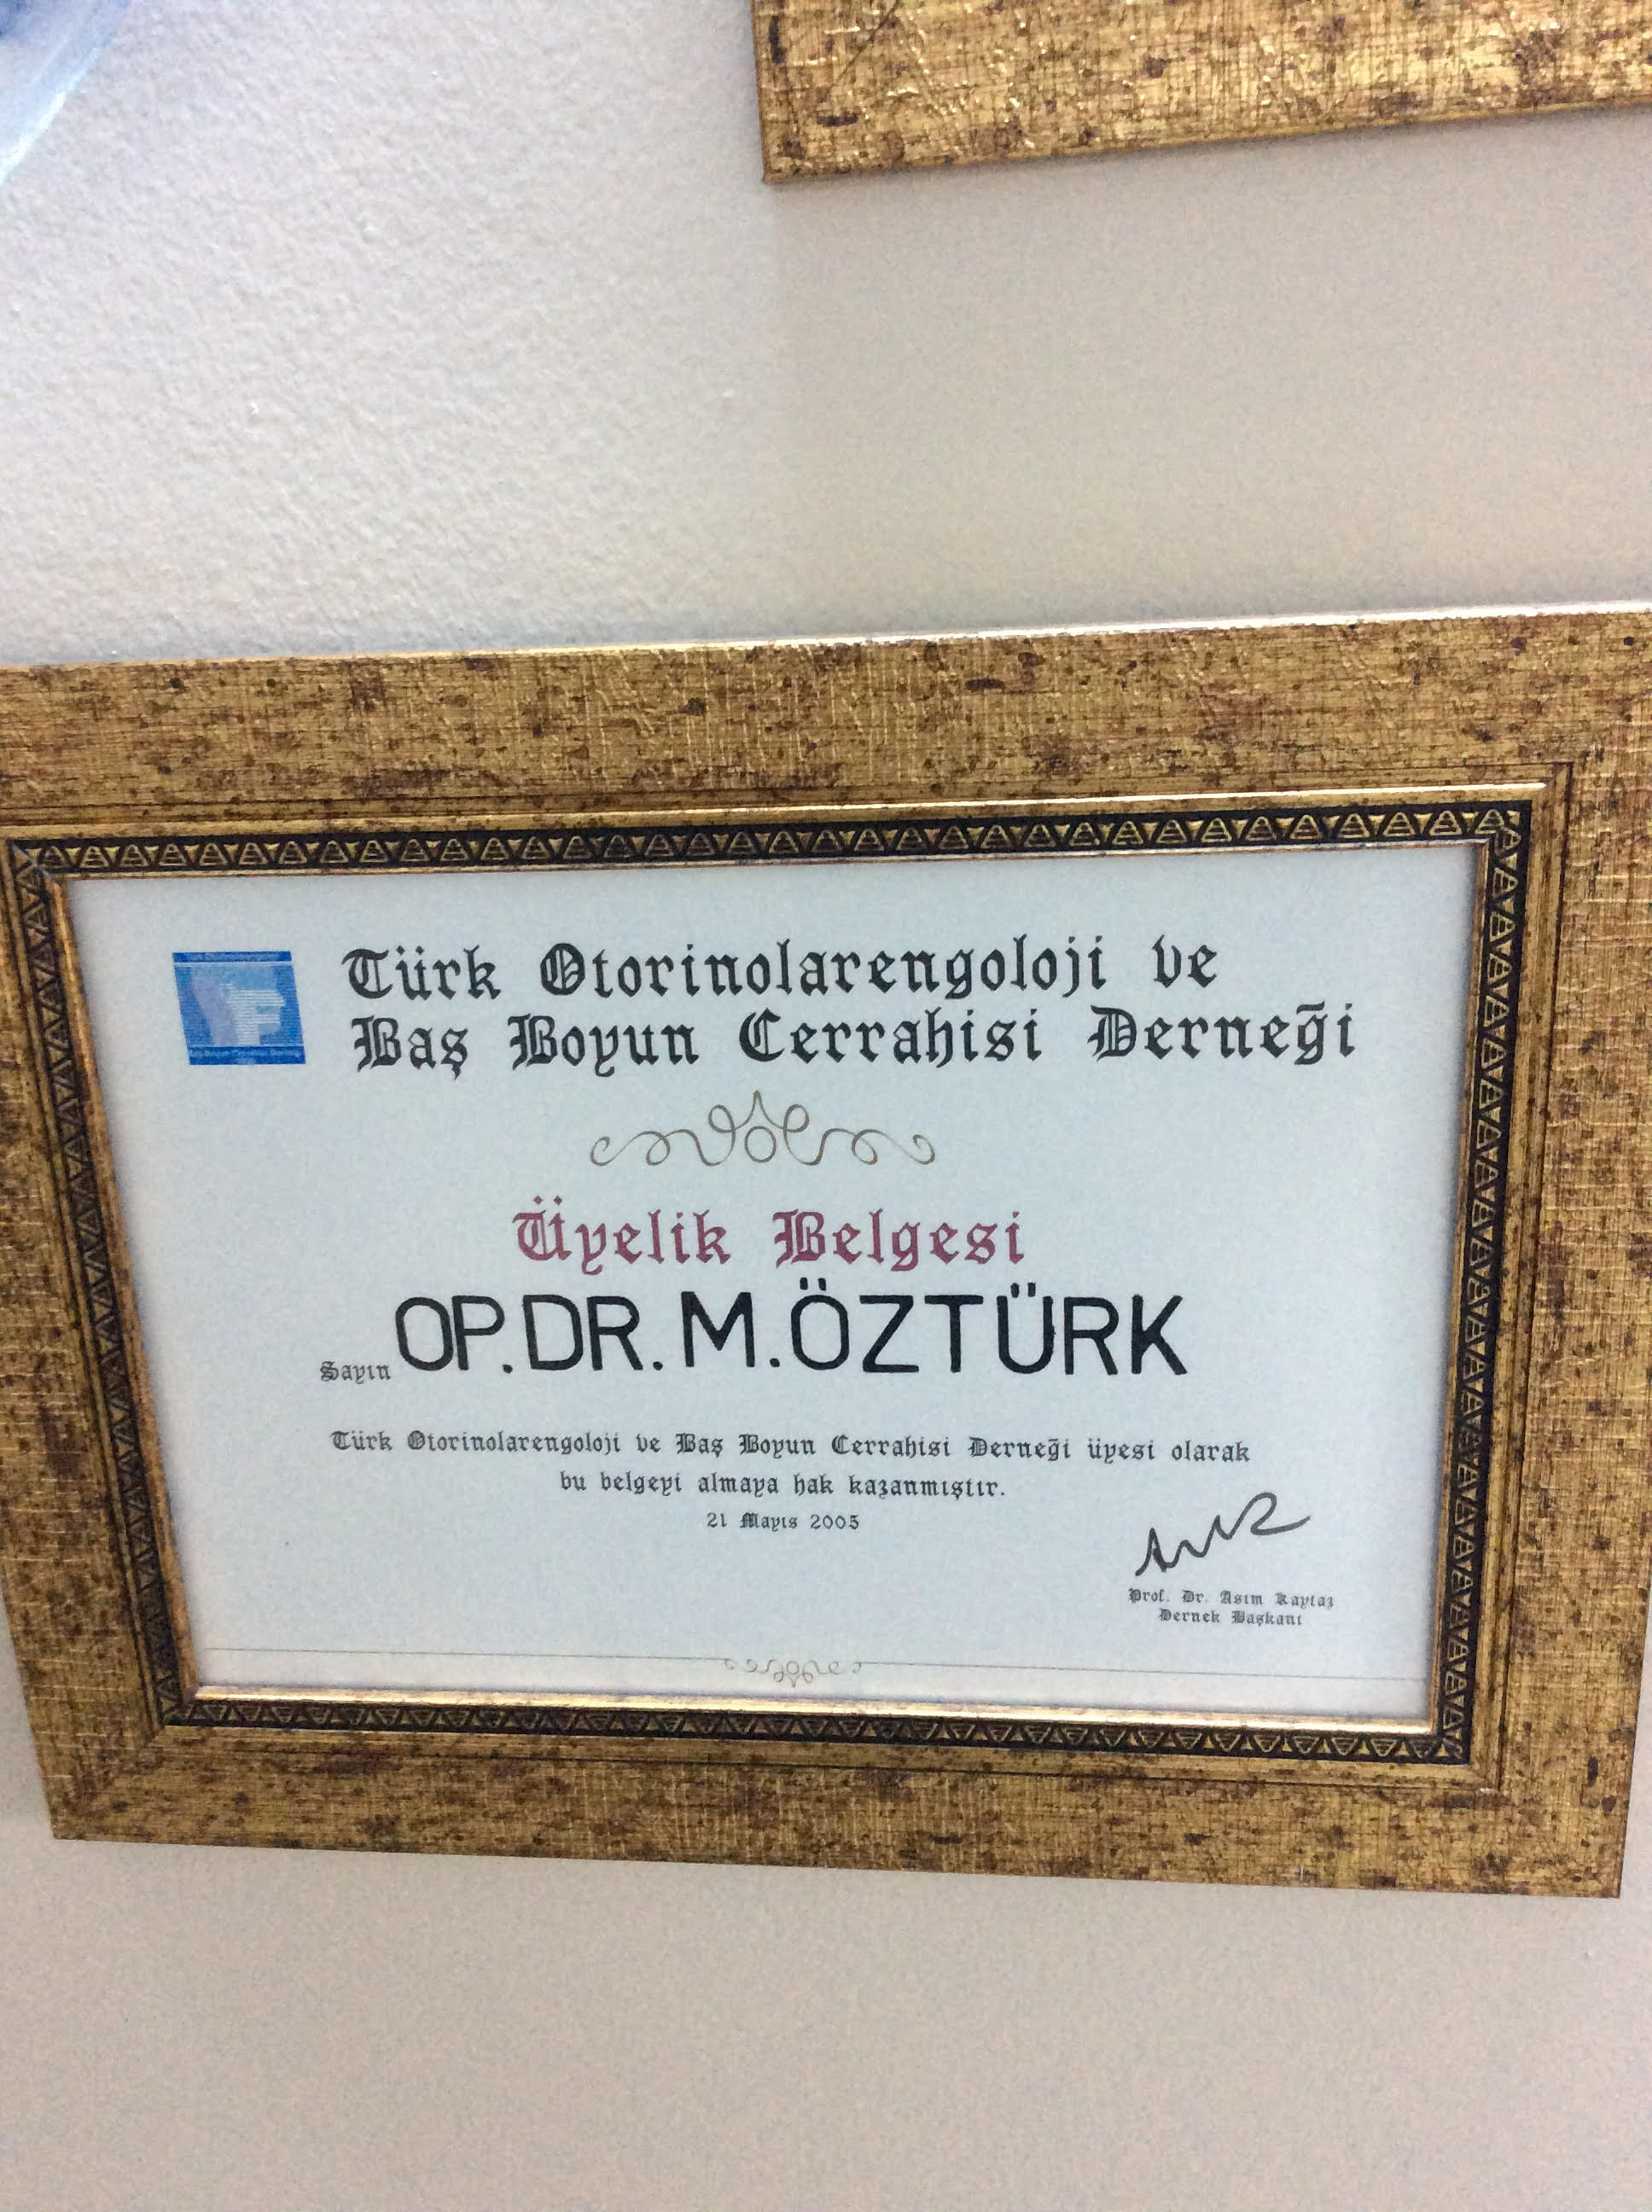 Türk Otorinolarengoloji ve
Baş Boyun Cerrahisi Derneği
Üyelik Belgesi
Sayın OP.DR. M.ÖZTÜRK
Türk Otorinolarengoloji ve Baş Boyun Cerrahisi Derneği üyesi olarak
bu belgeyi almaya hak kazanmıştır.
21 Mayıs 2005
Prof. Dr. Asım Kaytaz
Dernek Başkanı